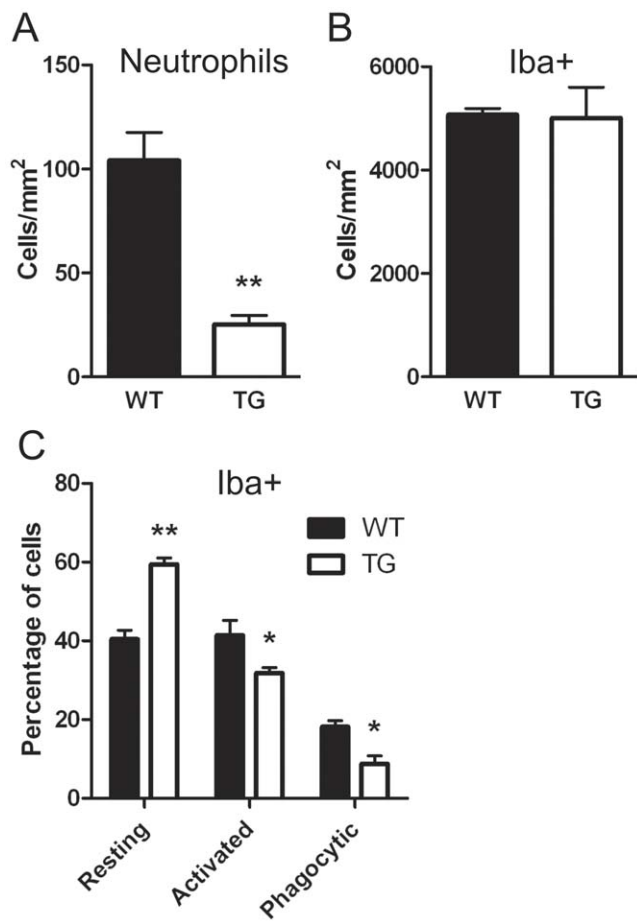 A
Neutrophils
150
100
50
0
Cells/mm²
**
WT
TG
B
Iba+
6000
4000
2000
0
Cells/mm²
WT
TG
C
Iba+
80
60
40
20
0
Percentage of cells
WT
TG
**
*
*
Resting
Activated
Phagocytic